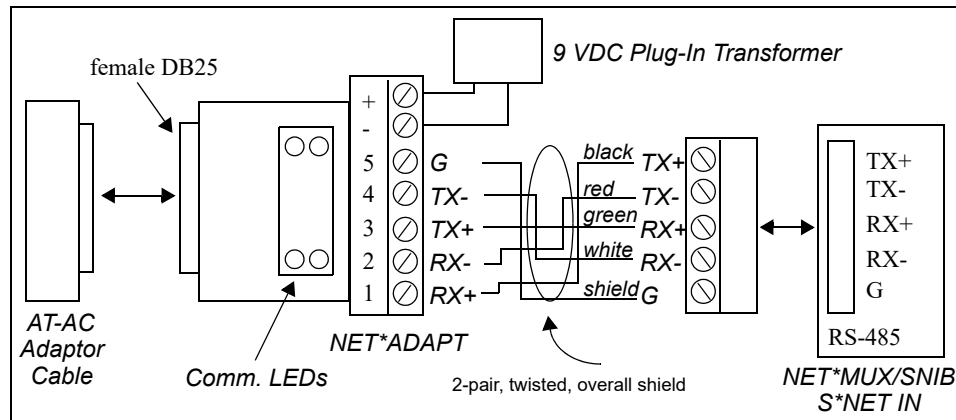 9 VDC Plug-In Transformer
female DB25
+
-
5 G
4 TX-
3 TX+
2 RX-
1 RX+
black TX+
red TX-
green RX+
white RX-
shield G
TX+
TX-
RX+
RX-
G
RS-485
AT-AC
Adaptor
Cable
Comm. LEDs
NET*ADAPT
2-pair, twisted, overall shield
NET*MUX/SNIB
S*NET IN